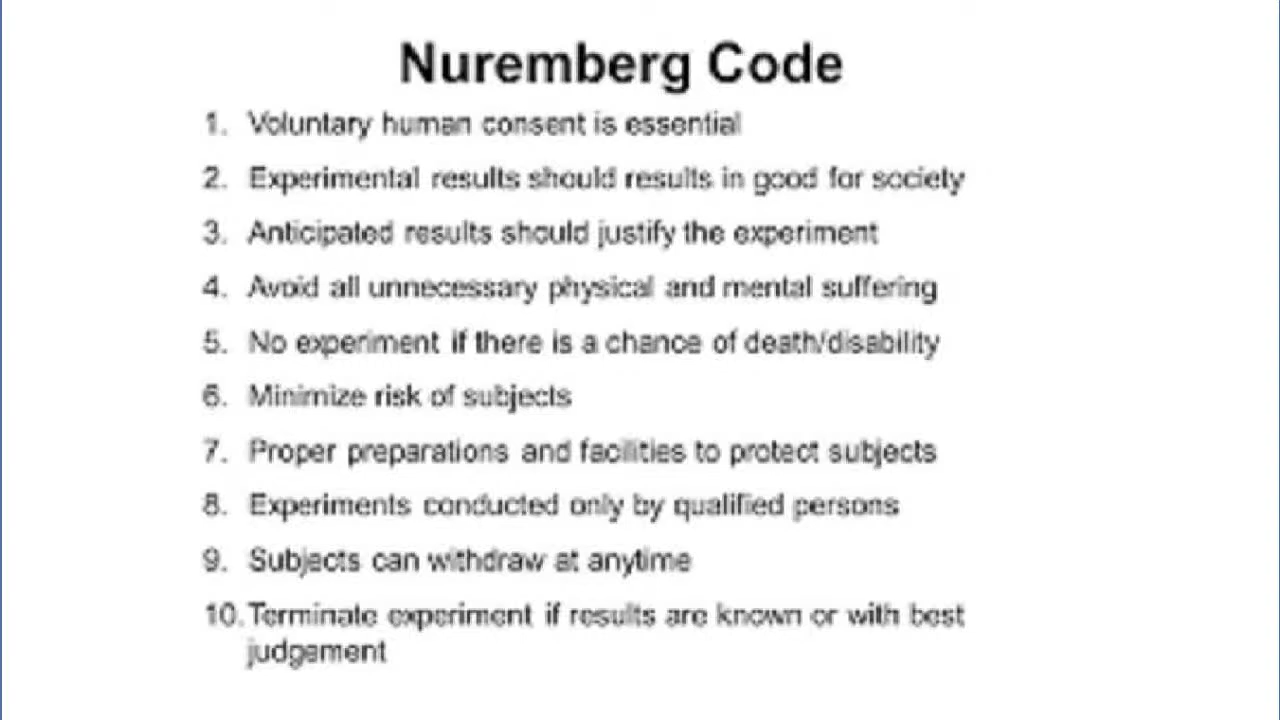 Nuremberg Code
1. Voluntary human consent is essential
2. Experimental results should results in good for society
3. Anticipated results should justify the experiment
4. Avoid all unnecessary physical and mental suffering
5. No experiment if there is a chance of death/disability
6. Minimize risk of subjects
7. Proper preparations and facilities to protect subjects
8. Experiments conducted only by qualified persons
9. Subjects can withdraw at anytime
10. Terminate experiment if results are known or with best
judgement